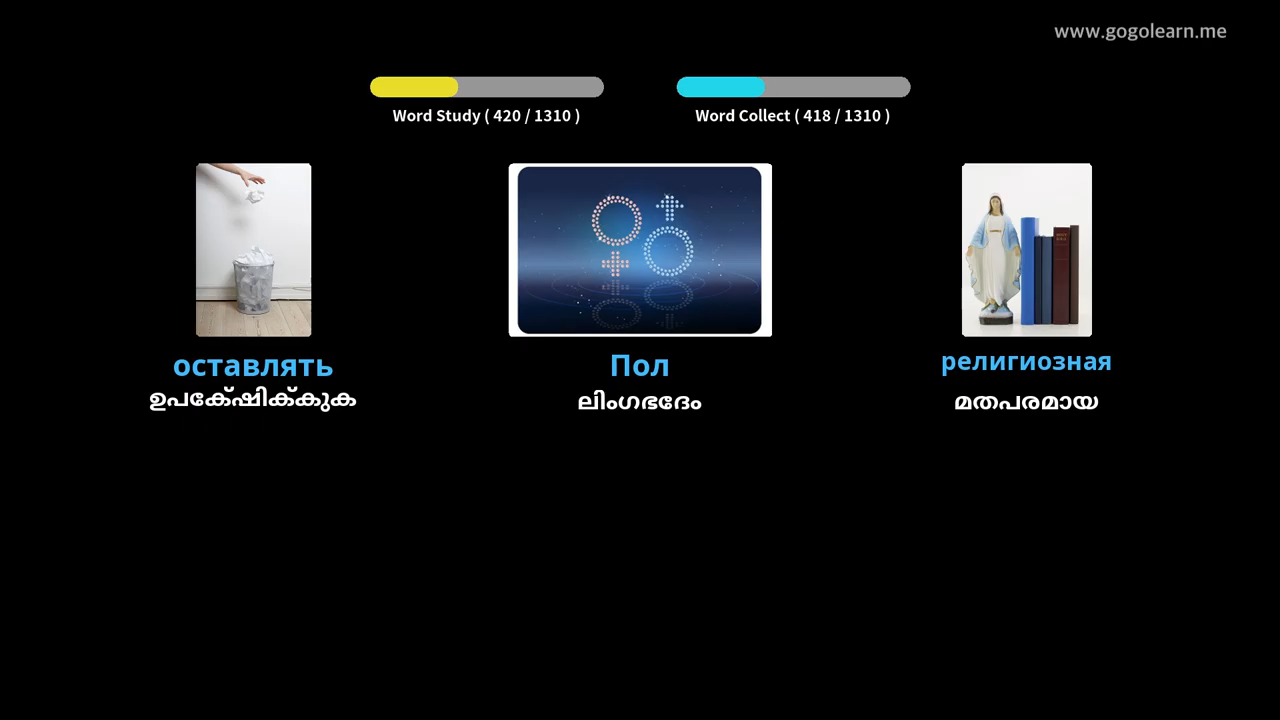 www.gogolearn.me
Word Study ( 420 / 1310 )
Word Collect ( 418 / 1310 )
оставлять
ഉപേക്ഷിക്കുക
Пол
ലിംഗഭേദം
религиозная
മതപരമായ